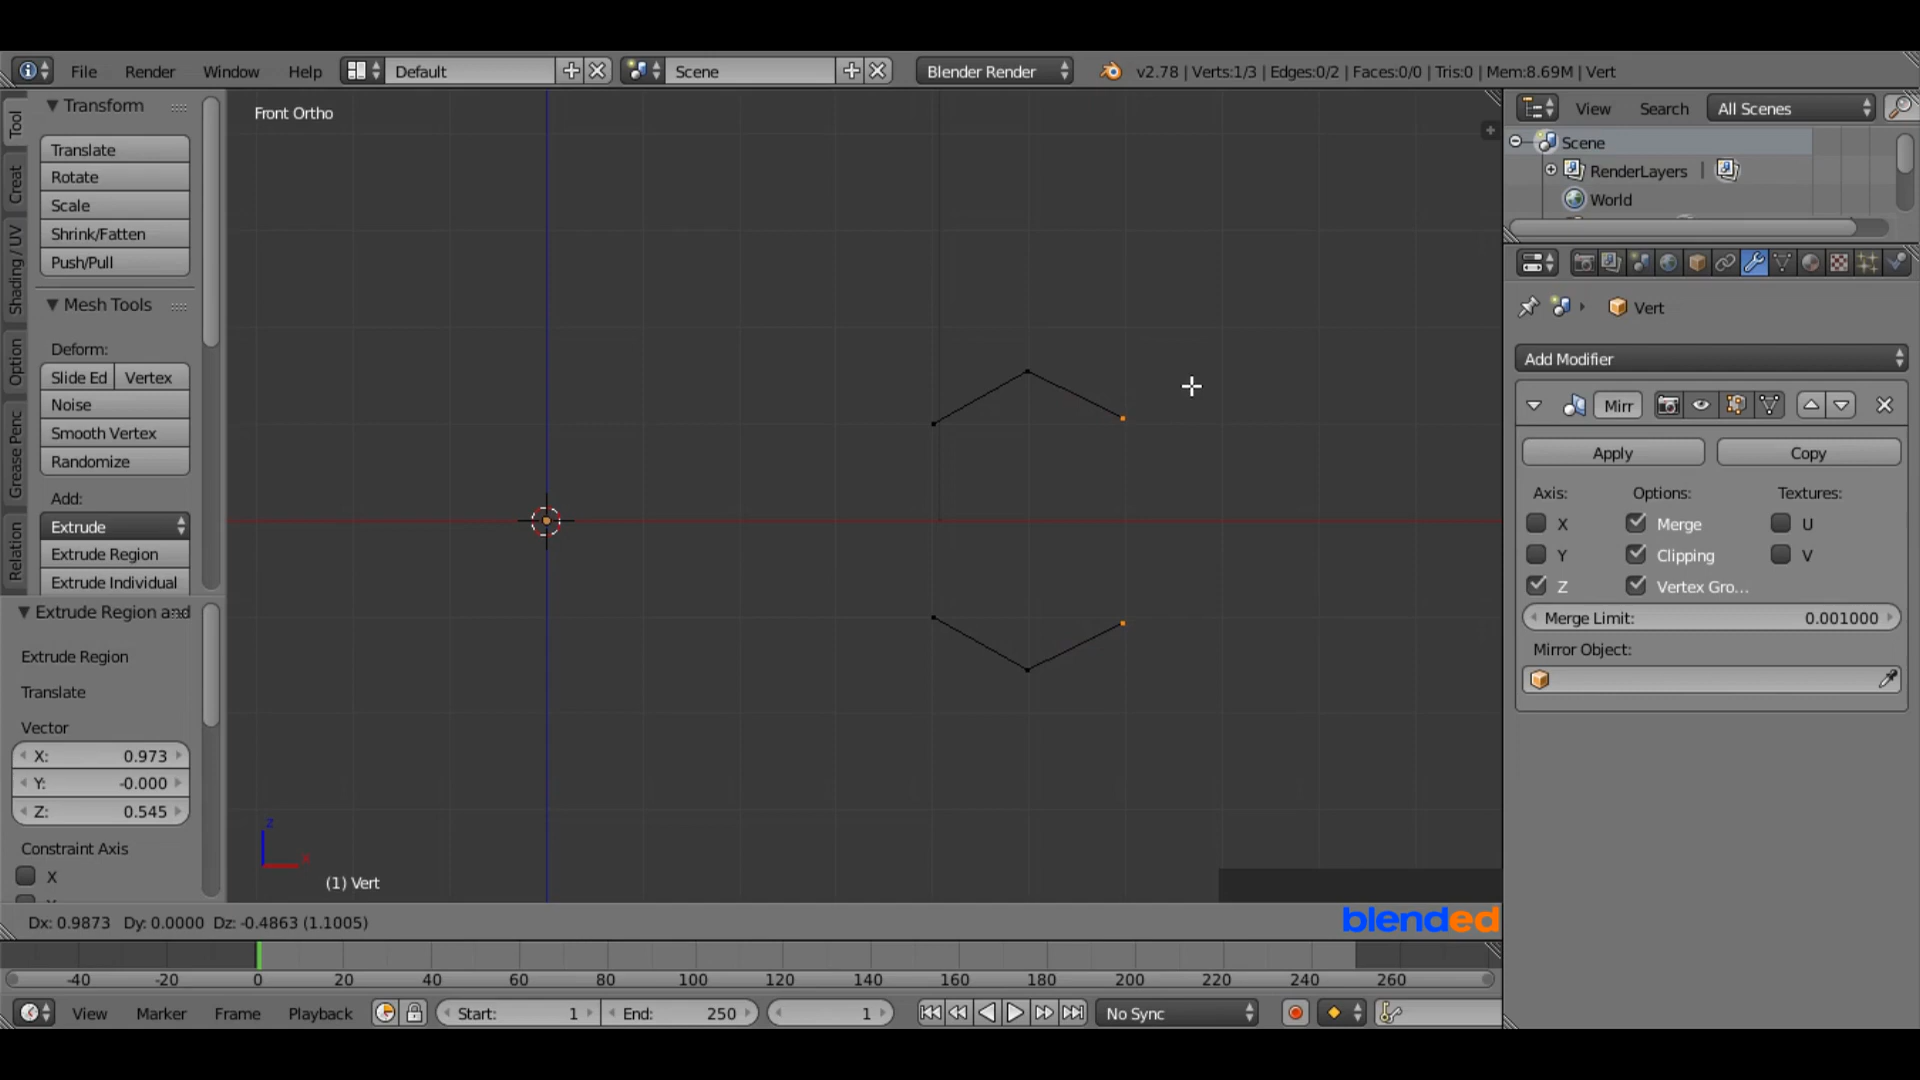 File Render Window Help Default Scene Blender Render v2.78 | Verts:1/3 | Edges:0/2 | Faces:0/0 | Tris:0 | Mem:8.69M | Vert
Tool
Creat
Shading / UV
Option
Grease Penc
Relation
Transform
Translate
Rotate
Scale
Shrink/Fatten
Push/Pull
Mesh Tools
Deform:
Slide Ed Vertex
Noise
Smooth Vertex
Randomize
Add:
Extrude
Extrude Region
Extrude Individual
Extrude Region and
Extrude Region
Translate
Vector
X: 0.973
Y: -0.000
Z: 0.545
Constraint Axis
X
Front Ortho
z
x
(1) Vert
Dx: 0.9873 Dy: 0.0000 Dz: -0.4863 (1.1005)
blended
View Search All Scenes
Scene
RenderLayers |
World
Vert
Add Modifier
Mirr
Apply Copy
Axis: Options: Textures:
X Merge U
Y Clipping V
Z Vertex Gro...
Merge Limit: 0.001000
Mirror Object:
-40 -20 0 20 40 60 80 100 120 140 160 180 200 220 240 260
View Marker Frame Playback Start: 1 End: 250 1 No Sync